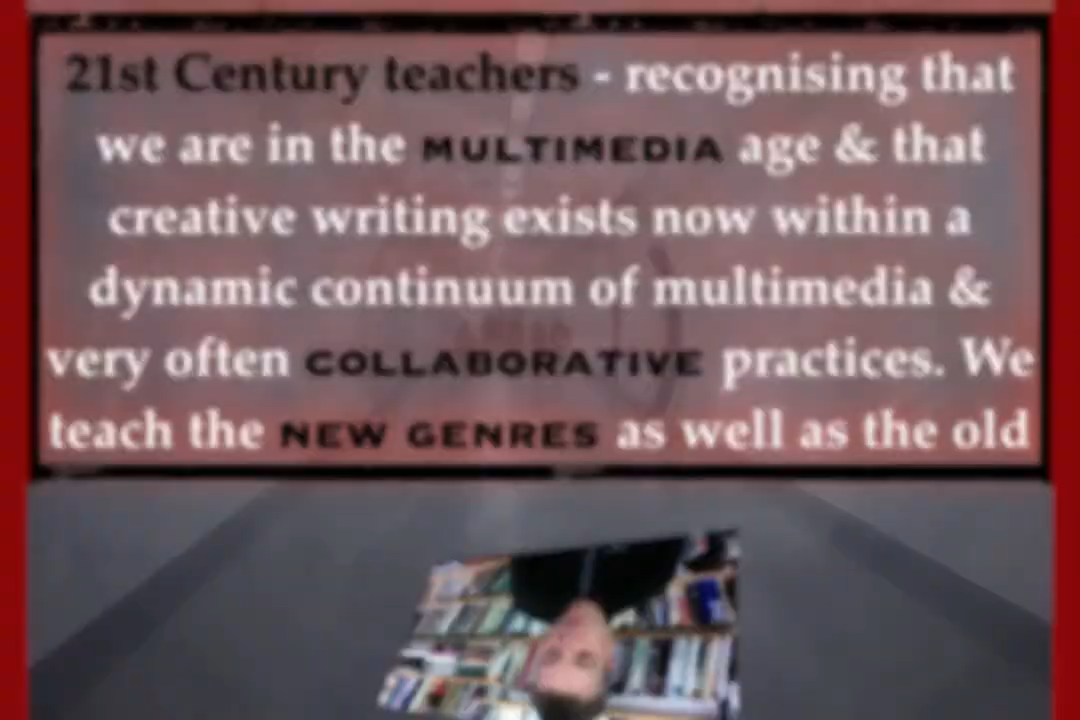 21st Century teachers - recognising that
we are in the MULTIMEDIA age & that
creative writing exists now within a
dynamic continuum of multimedia &
very often COLLABORATIVE practices. We
teach the NEW GENRES as well as the old